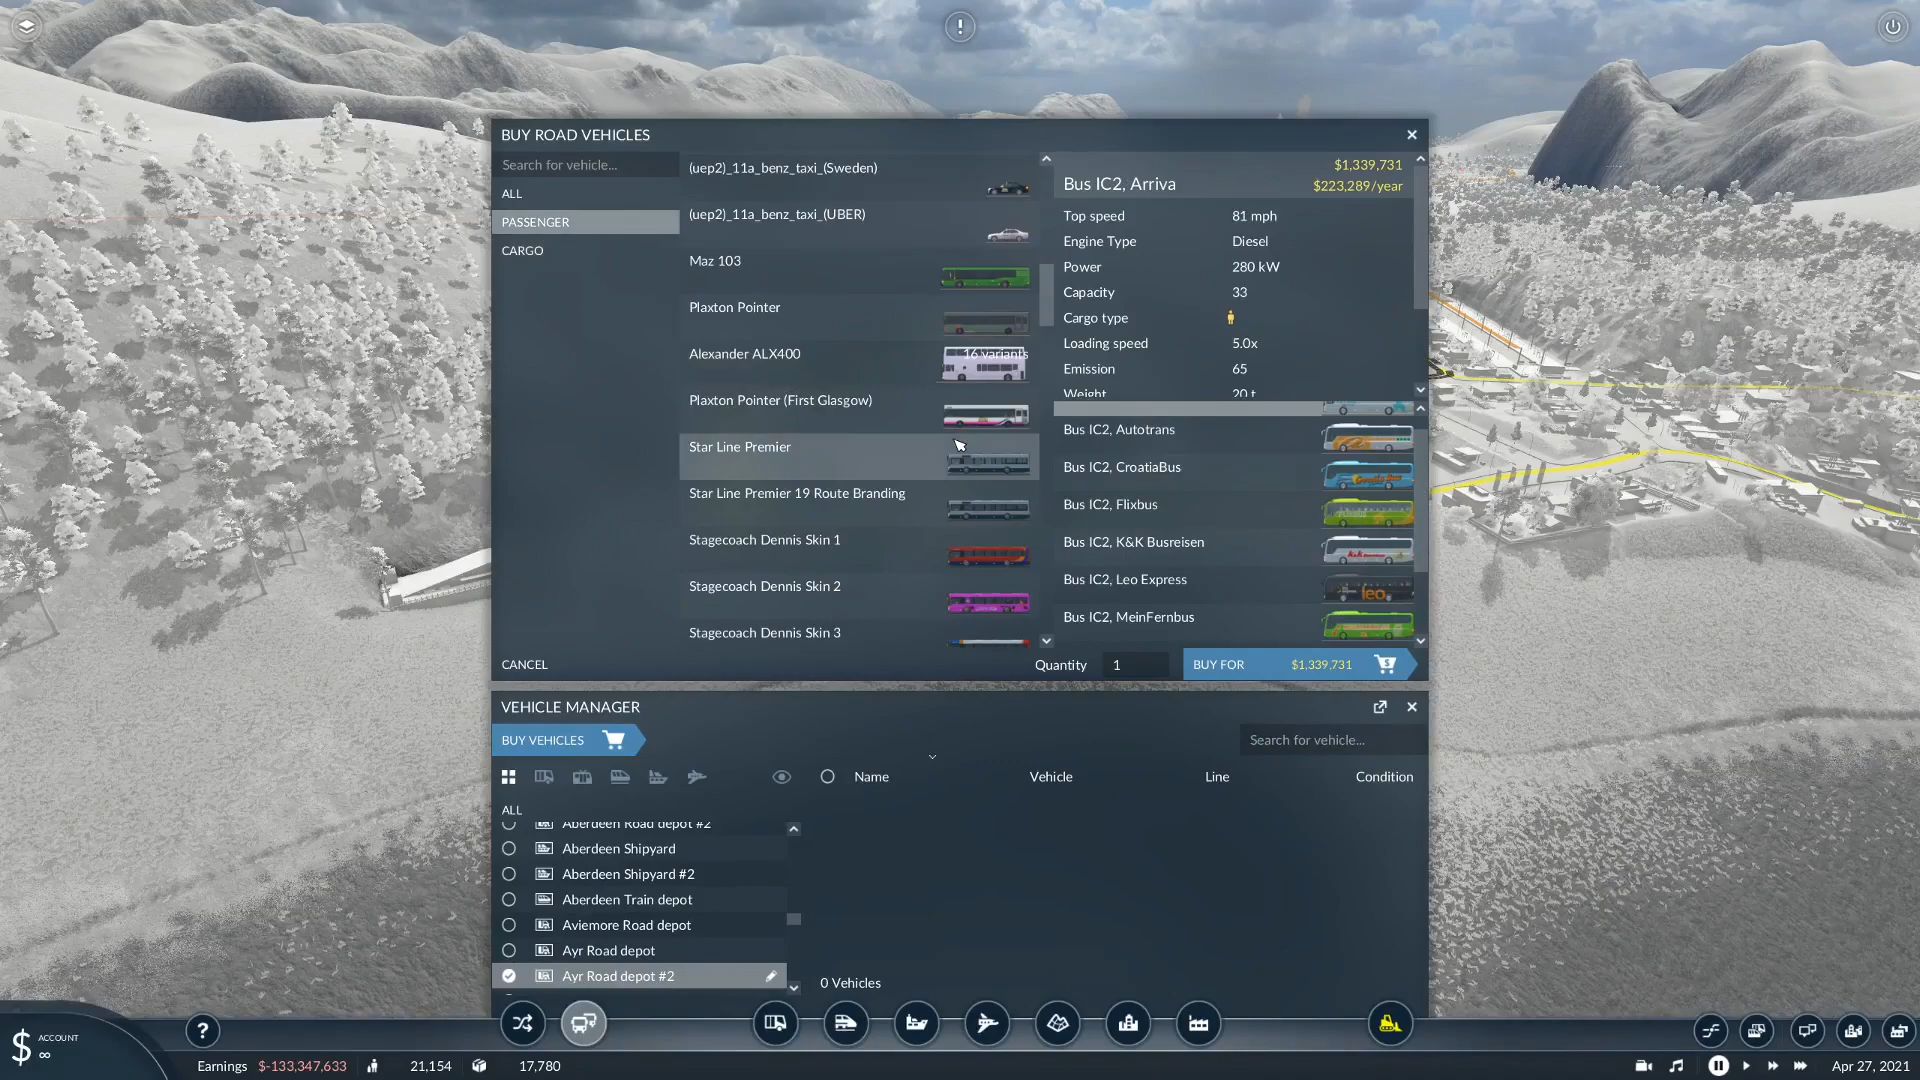 BUY ROAD VEHICLES
Search for vehicle...
ALL
PASSENGER
CARGO
(uep2)_11a_benz_taxi_(Sweden)
(uep2)_11a_benz_taxi_(UBER)
Maz 103
Plaxton Pointer
Alexander ALX400
16 variants
Plaxton Pointer (First Glasgow)
Star Line Premier
Star Line Premier 19 Route Branding
Stagecoach Dennis Skin 1
Stagecoach Dennis Skin 2
Stagecoach Dennis Skin 3
Bus IC2, Arriva
$1,339,731
$223,289/year
Top speed 81 mph
Engine Type Diesel
Power 280 kW
Capacity 33
Cargo type
Loading speed 5.0x
Emission 65
Weight 20 t
Bus IC2, Autotrans
Bus IC2, CroatiaBus
Bus IC2, Flixbus
Bus IC2, K&K Busreisen
Bus IC2, Leo Express
leo
Bus IC2, MeinFernbus
CANCEL
Quantity 1
BUY FOR $1,339,731
VEHICLE MANAGER
BUY VEHICLES
Search for vehicle...
Name Vehicle Line Condition
ALL
Aberdeen Road depot #2
Aberdeen Shipyard
Aberdeen Shipyard #2
Aberdeen Train depot
Aviemore Road depot
Ayr Road depot
Ayr Road depot #2
0 Vehicles
$ ACCOUNT
∞
?
Earnings $-133,347,633 21,154 17,780
Apr 27, 2021